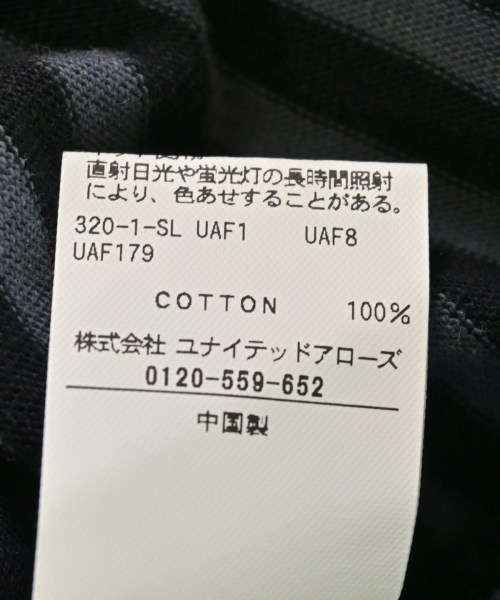 直射日光や蛍光灯の長時間照射
により、色あせすることがある。
320-1-SL UAF1 UAF8
UAF179
COTTON 100%
株式会社 ユナイテッドアローズ
0120-559-652
中国製